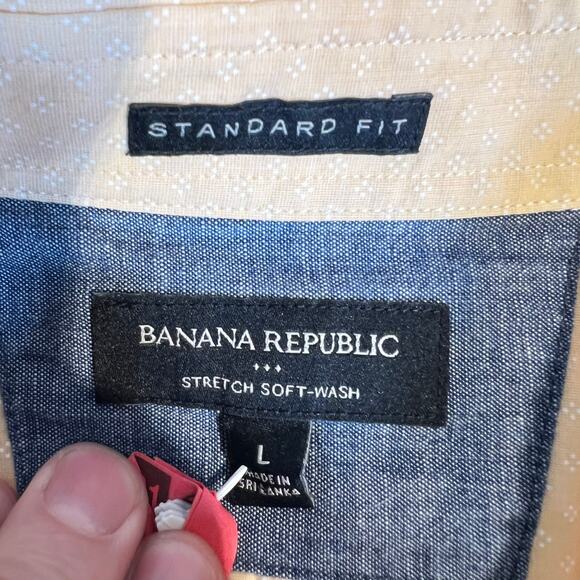 STANDARD FIT
BANANA REPUBLIC
STRETCH SOFT-WASH
L
MADE IN
SRI LANKA